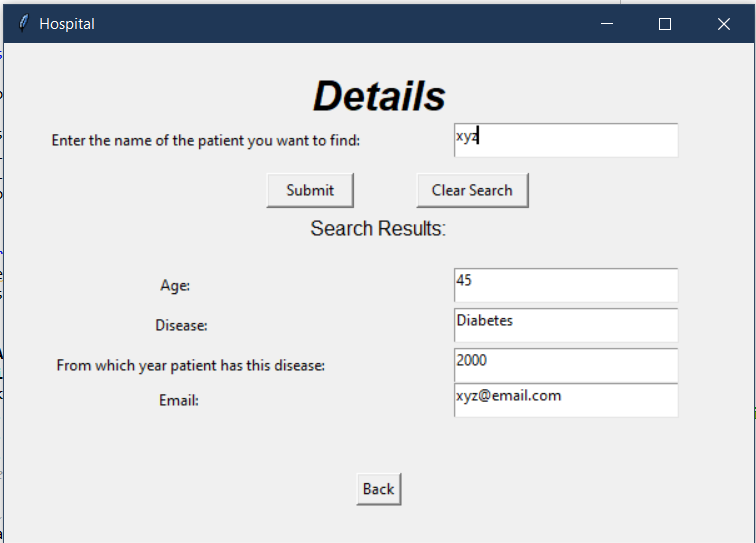 Hospital
Details
Enter the name of the patient you want to find: xyz
Submit Clear Search
Search Results:
Age: 45
Disease: Diabetes
From which year patient has this disease: 2000
Email: xyz@email.com
Back